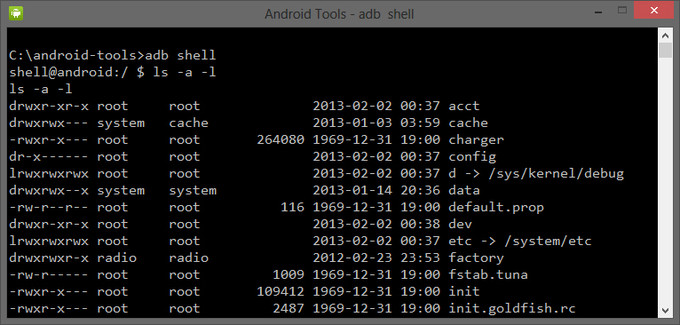 Android Tools - adb  shell
C:\android-tools>adb shell
shell@android:/ $ ls -a -l
ls -a -l
drwxr-xr-x root     root              2013-02-02 00:37 acct
drwxrwx--- system   cache             2013-01-03 03:59 cache
-rwxr-x--- root     root       264080 1969-12-31 19:00 charger
dr-x------ root     root              2013-02-02 00:37 config
lrwxrwxrwx root     root              2013-02-02 00:37 d -> /sys/kernel/debug
drwxrwx--x system   system            2013-01-14 20:36 data
-rw-r--r-- root     root          116 1969-12-31 19:00 default.prop
drwxr-xr-x root     root              2013-02-02 00:38 dev
lrwxrwxrwx root     root              2013-02-02 00:37 etc -> /system/etc
drwxrwxr-x radio    radio             2012-02-23 23:53 factory
-rw-r----- root     root         1009 1969-12-31 19:00 fstab.tuna
-rwxr-x--- root     root       109412 1969-12-31 19:00 init
-rwxr-x--- root     root         2487 1969-12-31 19:00 init.goldfish.rc